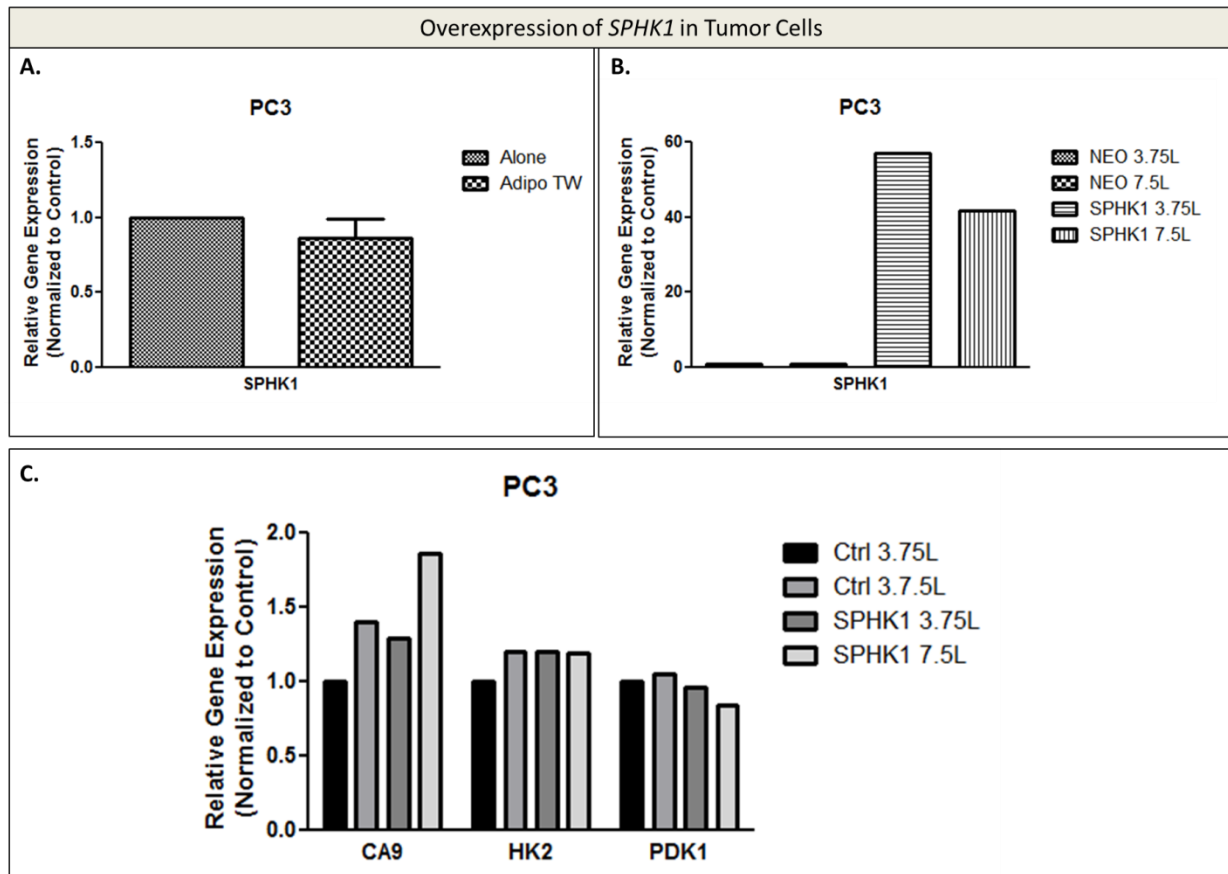 Overexpression of SPHK1 in Tumor Cells
A.
PC3
Relative Gene Expression
(Normalized to Control)
1.5
1.0
0.5
0.0
SPHK1
Alone
Adipo TW
B.
PC3
Relative Gene Expression
(Normalized to Control)
60
40
20
0
SPHK1
NEO 3.75L
NEO 7.5L
SPHK1 3.75L
SPHK1 7.5L
C.
PC3
Relative Gene Expression
(Normalized to Control)
2.0
1.5
1.0
0.5
0.0
CA9
HK2
PDK1
Ctrl 3.75L
Ctrl 3.7.5L
SPHK1 3.75L
SPHK1 7.5L